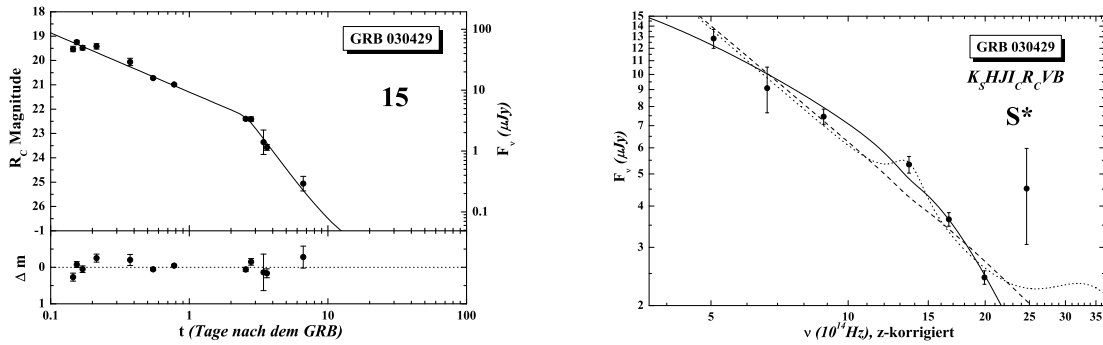 GRB 030429
15
R_C Magnitude
18
19
20
21
22
23
24
25
26
-1
0
1
Δ m
F_ν (μJy)
100
10
1
0.1
0.1 1 10 100
t (Tage nach dem GRB)
GRB 030429
K_S HJI_C R_C VB
S*
F_ν (μJy)
15
14
13
12
11
10
9
8
7
6
5
4
3
2
5 10 15 20 25 30 35
ν (10^14 Hz), z-korrigiert